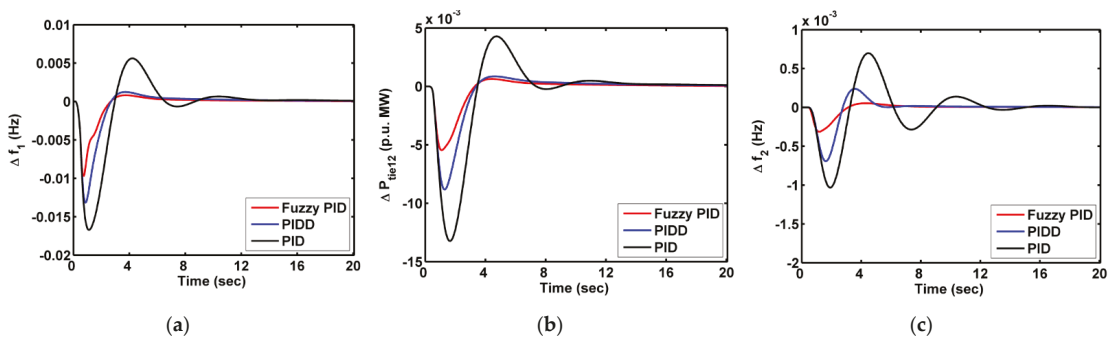 0.01
0.005
0
-0.005
-0.01
-0.015
-0.02
Δ f1 (Hz)
0 4 8 12 16 20
Time (sec)
Fuzzy PID
PIDD
PID
(a)
x 10-3
5
0
-5
-10
-15
Δ Ptie12 (p.u. MW)
0 4 8 12 16 20
Time (sec)
Fuzzy PID
PIDD
PID
(b)
x 10-3
1
0.5
0
-0.5
-1
-1.5
-2
Δ f2 (Hz)
0 4 8 12 16 20
Time (sec)
Fuzzy PID
PIDD
PID
(c)